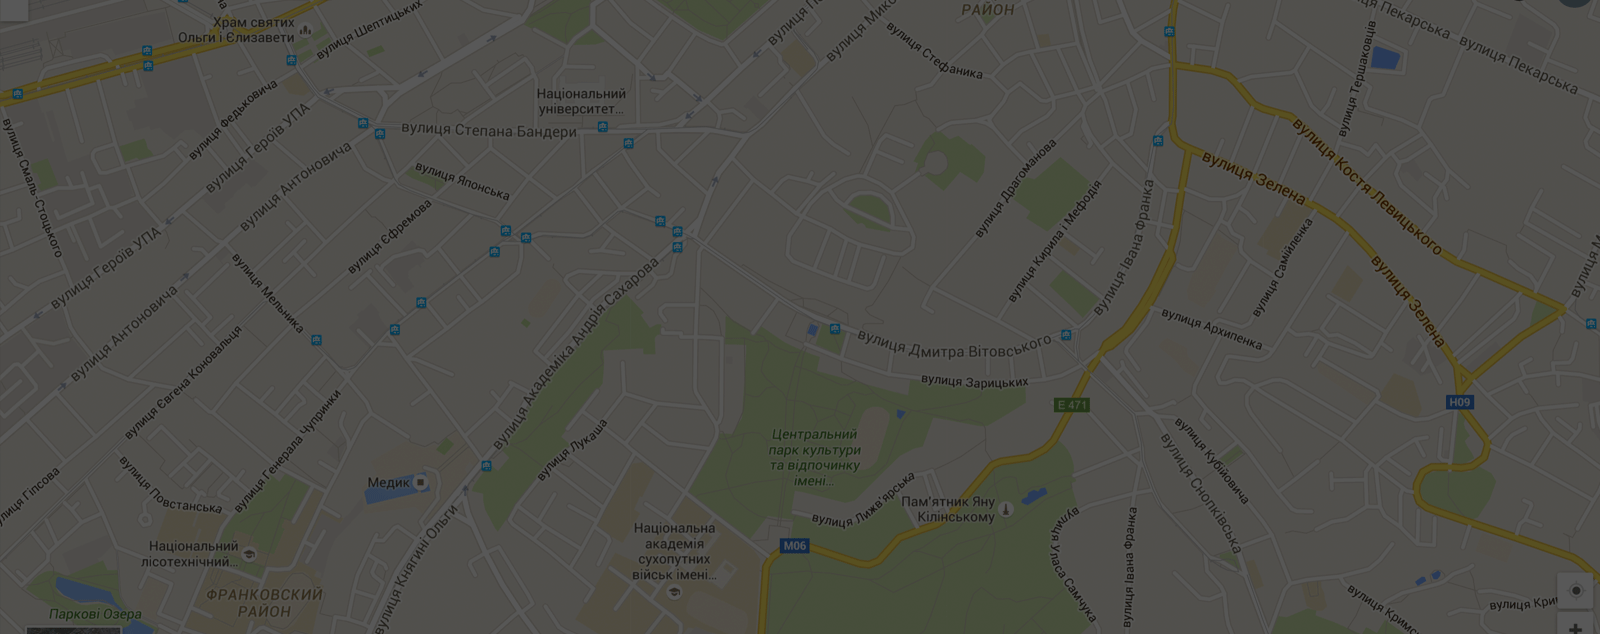 РАЙОН
Храм святих
Ольги і Єлизавети
вулиця Шептицьких
вулиця Стефаника
вулиця Пекарська
вулиця Пекарська
вулиця Тершаковців
вулиця Федьковича
вулиця Героїв УПА
Національний
університет...
вулиця Степана Бандери
вулиця Костя Левицького
вулиця Зелена
вулиця Смаль-Стоцького
вулиця Антоновича
вулиця Японська
вулиця Драгоманова
вулиця Кирила і Мефодія
вулиця Івана Франка
вулиця Єфремова
вулиця Героїв УПА
вулиця Самійленка
вулиця Мельника
вулиця Академіка Андрія Сахарова
вулиця Зелена
вулиця Антоновича
вулиця Архипенка
вулиця Дмитра Вітовського
вулиця Зарицьких
вулиця Євгена Коновальця
E 471
H09
вулиця Генерала Чупринки
вулиця Лукаша
Центральний
парк культури
та відпочинку
імені...
вулиця Кубійовича
вулиця Снопківська
вулиця Гіпсова
вулиця Повстанська
Медик
вулиця Лижв'ярська
Пам'ятник Яну
Кілінському
вулиця Уласа Самчука
вулиця Івана Франка
Національний
лісотехнічний...
вулиця Княгині Ольги
Національна
академія
сухопутних
військ імені...
M06
ФРАНКОВСКИЙ
РАЙОН
Паркові Озера